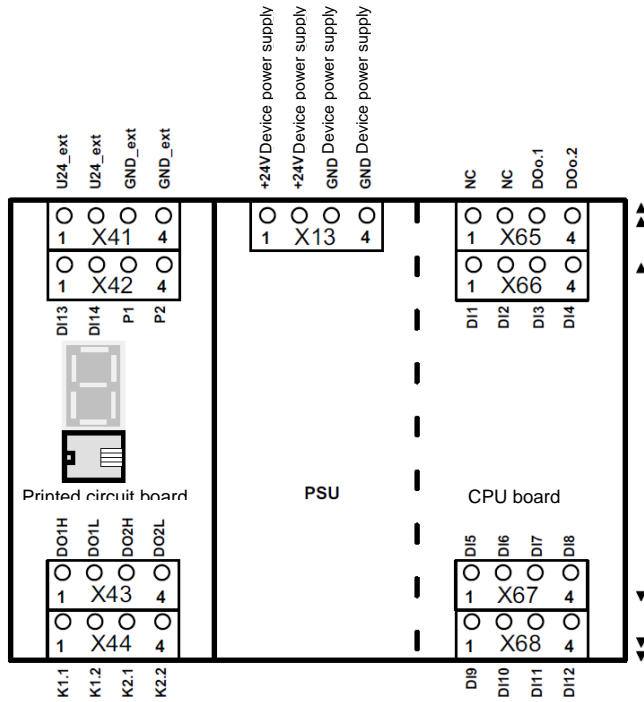 +24V Device power supply
+24V Device power supply
GND Device power supply
GND Device power supply
U24_ext
U24_ext
GND_ext
GND_ext
NC
NC
DOo.1
DOo.2
1 X41 4
1 X13 4
1 X65 4
1 X42 4
1 X66 4
DI13
DI14
P1
P2
DI1
DI2
DI3
DI4
Printed circuit board
PSU
CPU board
DO1H
DO1L
DO2H
DO2L
DI5
DI6
DI7
DI8
1 X43 4
1 X67 4
1 X44 4
1 X68 4
K1.1
K1.2
K2.1
K2.2
DI9
DI10
DI11
DI12